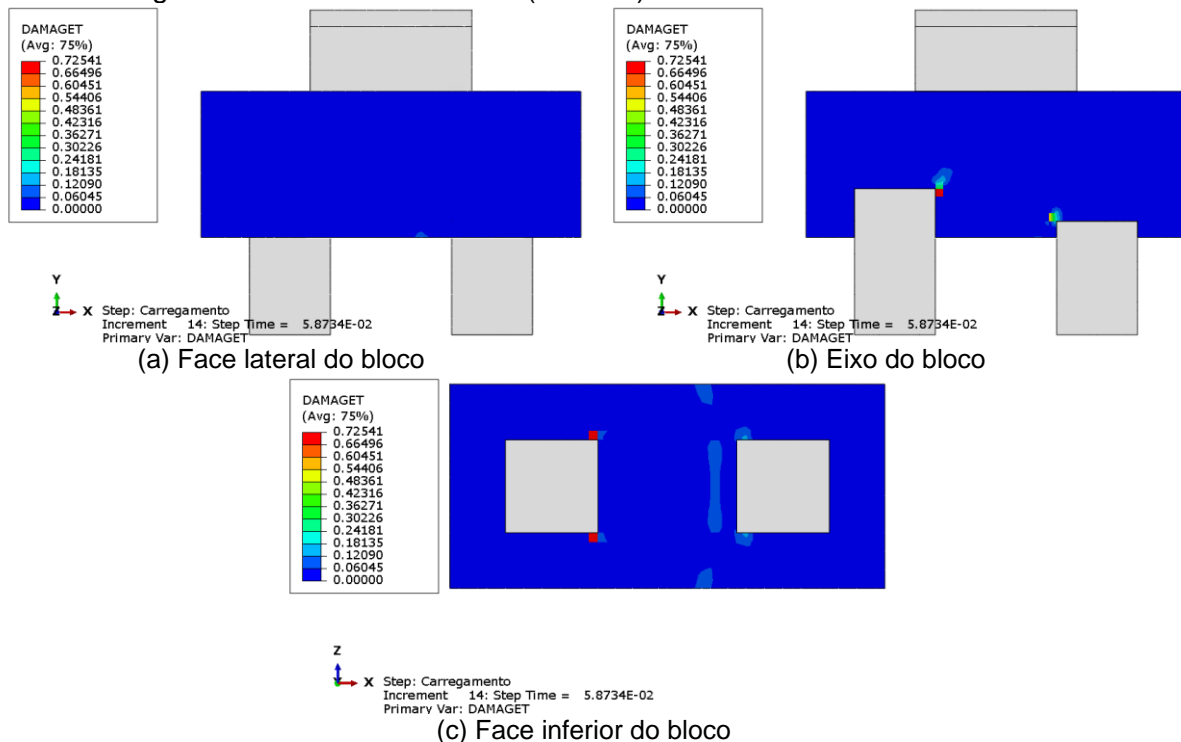 DAMAGET
(Avg: 75%)
0.72541
0.66496
0.60451
0.54406
0.48361
0.42316
0.36271
0.30226
0.24181
0.18135
0.12090
0.06045
0.00000
Y
Z X
Step: Carregamento
Increment 14: Step Time = 5.8734E-02
Primary Var: DAMAGET
(a) Face lateral do bloco
DAMAGET
(Avg: 75%)
0.72541
0.66496
0.60451
0.54406
0.48361
0.42316
0.36271
0.30226
0.24181
0.18135
0.12090
0.06045
0.00000
Y
Z X
Step: Carregamento
Increment 14: Step Time = 5.8734E-02
Primary Var: DAMAGET
(b) Eixo do bloco
DAMAGET
(Avg: 75%)
0.72541
0.66496
0.60451
0.54406
0.48361
0.42316
0.36271
0.30226
0.24181
0.18135
0.12090
0.06045
0.00000
Z
X
Step: Carregamento
Increment 14: Step Time = 5.8734E-02
Primary Var: DAMAGET
(c) Face inferior do bloco